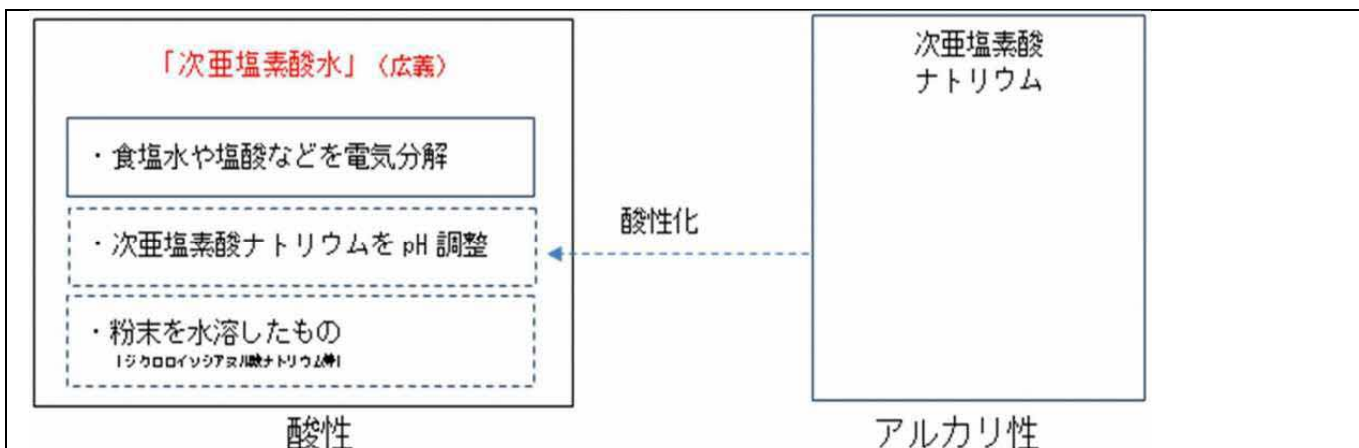 「次亜塩素酸水」(広義)
・食塩水や塩酸などを電気分解
・次亜塩素酸ナトリウムを pH 調整
・粉末を水溶したもの
(ジクロロイソシアヌル酸ナトリウム等)
酸性
酸性化
次亜塩素酸
ナトリウム
アルカリ性